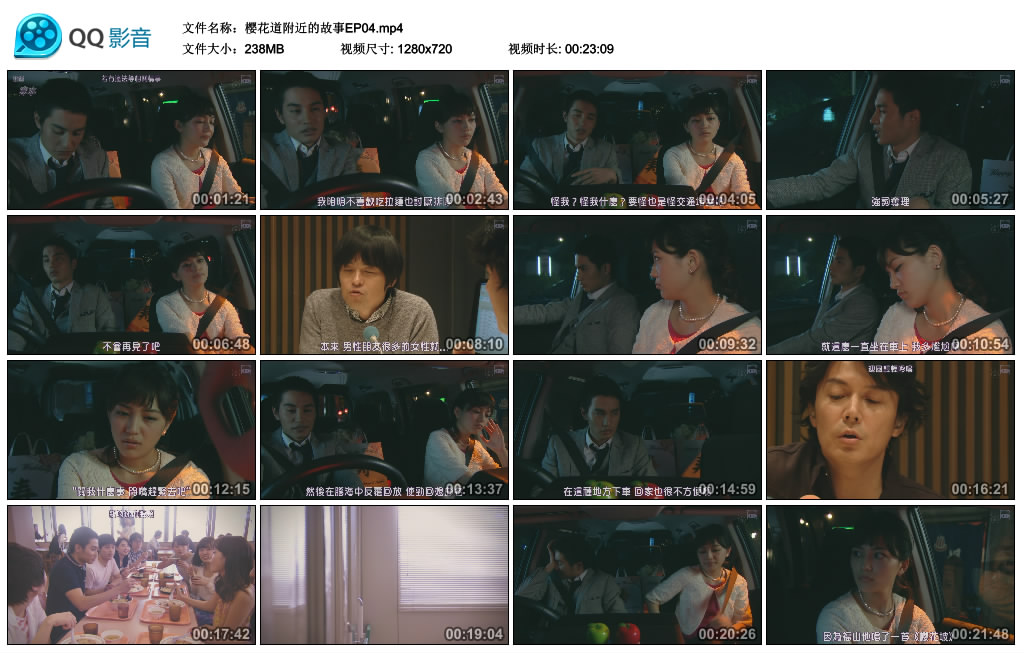 QQ影音
文件名称: 樱花道附近的故事EP04.mp4
文件大小: 238MB 视频尺寸: 1280x720 视频时长: 00:23:09
00:01:21
我明明不喜歡吃拉麵也討厭排
00:02:43
怪我？怪我什麼？要怪也是怪交通
00:04:05
強詞奪理
00:05:27
不會再見了吧
00:06:48
本來 男性朋友很多的女性就...
00:08:10
00:09:32
就這麼一直坐在車上 我多尷尬
00:10:54
00:12:15
然後在腦海中反覆回放 使勁回憶
00:13:37
在這種地方下車 回家也很不方便
00:14:59
00:16:21
00:17:42
00:19:04
00:20:26
因為福山他唱了一首《櫻花坂》
00:21:48